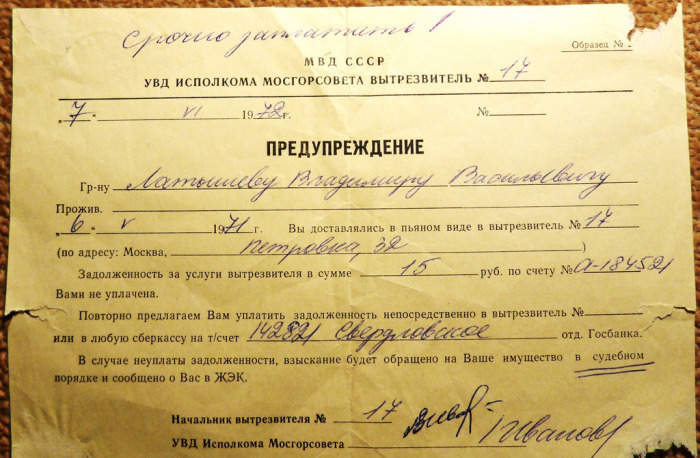 Срочно заплатить!
Образец №
МВД СССР
УВД ИСПОЛКОМА МОСГОРСОВЕТА ВЫТРЕЗВИТЕЛЬ № 17
„7" VI 1972 г. №
ПРЕДУПРЕЖДЕНИЕ
Гр-ну Латышеву Владимиру Васильевичу
Прожив.
„6" V 1971 г. Вы доставлялись в пьяном виде в вытрезвитель № 17
(по адресу: Москва, Петровка, 32)
Задолженность за услуги вытрезвителя в сумме 15 руб. по счету № а-184521
Вами не уплачена.
Повторно предлагаем Вам уплатить задолженность непосредственно в вытрезвитель №
или в любую сберкассу на т/счет 142821 Свердловское отд. Госбанка.
В случае неуплаты задолженности, взыскание будет обращено на Ваше имущество в судебном
порядке и сообщено о Вас в ЖЭК.
Начальник вытрезвителя № 17
УВД Исполкома Мосгорсовета Иванов